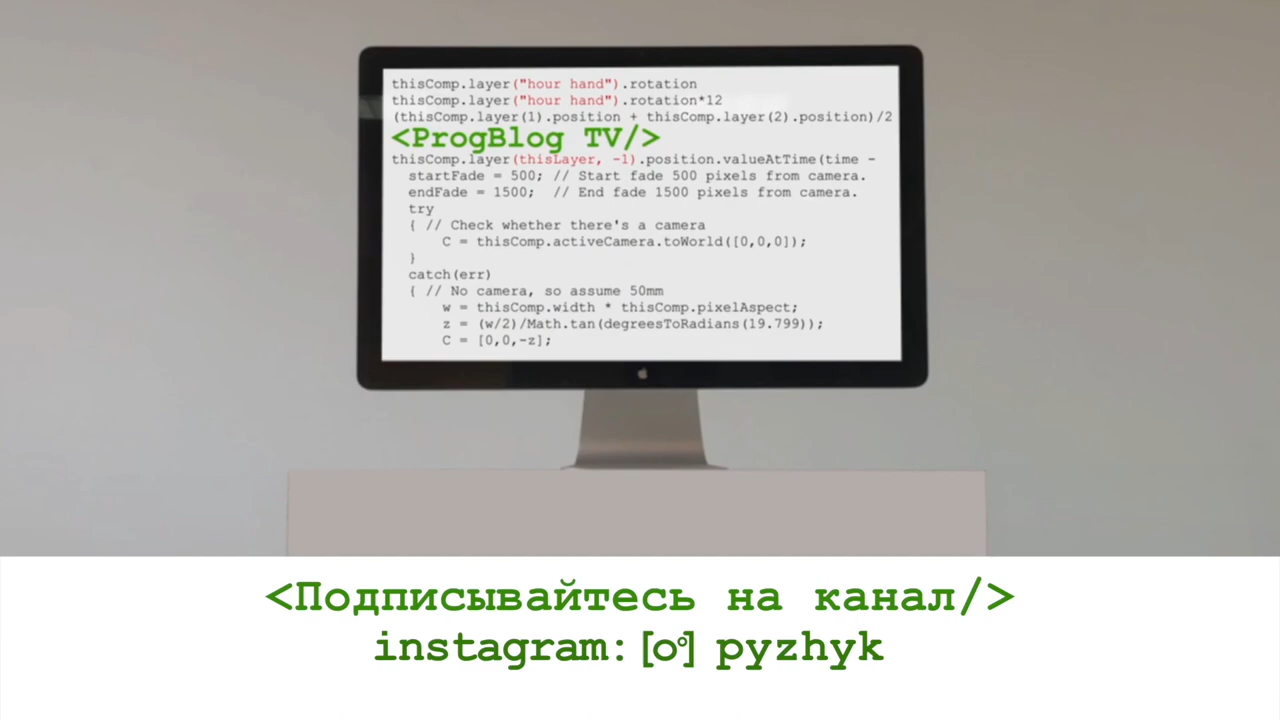 thisComp.layer("hour hand").rotation
thisComp.layer("hour hand").rotation*12
(thisComp.layer(1).position + thisComp.layer(2).position)/2
<ProgBlog TV/>
thisComp.layer(thisLayer, -1).position.valueAtTime(time -
startFade = 500; // Start fade 500 pixels from camera.
endFade = 1500;  // End fade 1500 pixels from camera.
try
{ // Check whether there's a camera
C = thisComp.activeCamera.toWorld([0,0,0]);
}
catch(err)
{ // No camera, so assume 50mm
w = thisComp.width * thisComp.pixelAspect;
z = (w/2)/Math.tan(degreesToRadians(19.799));
C = [0,0,-z];
<Подписывайтесь на канал/>
instagram:[o°] pyzhyk